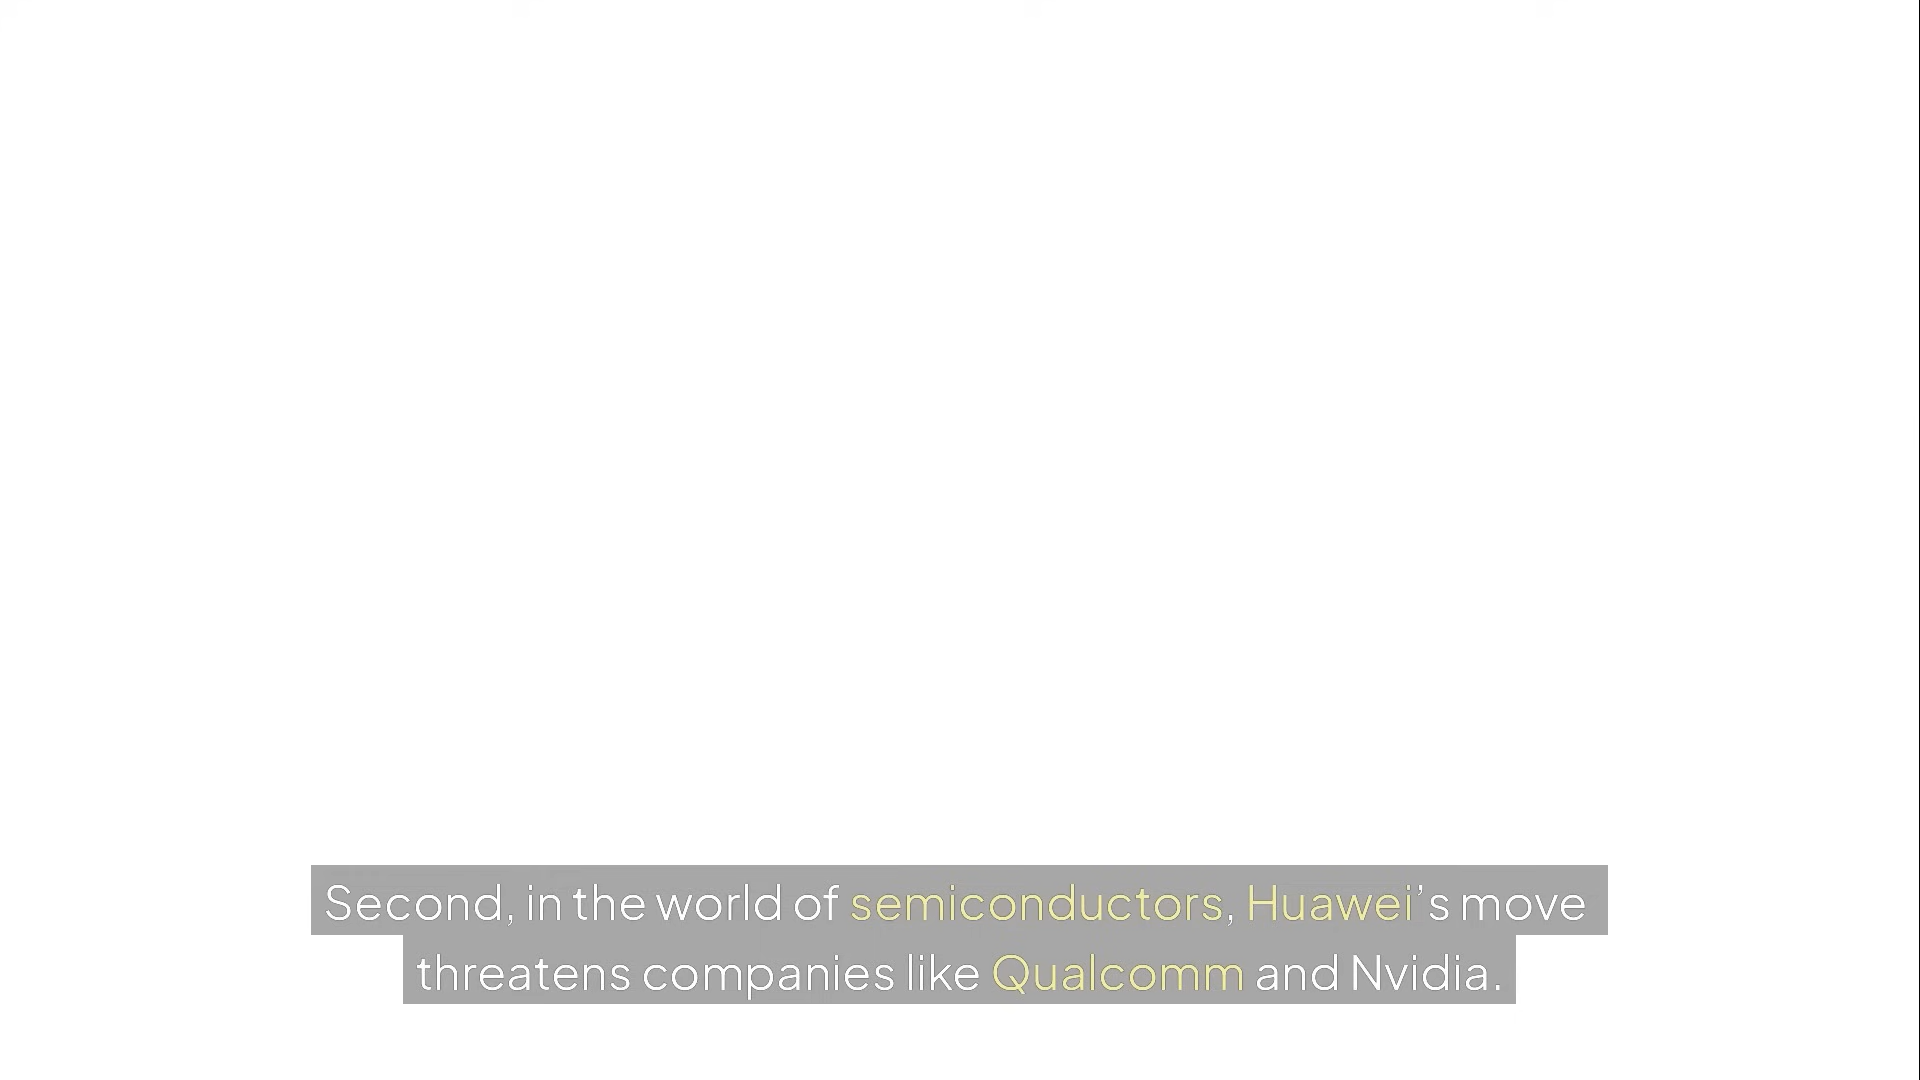 Second, in the world of semiconductors, Huawei’s move
threatens companies like Qualcomm and Nvidia.